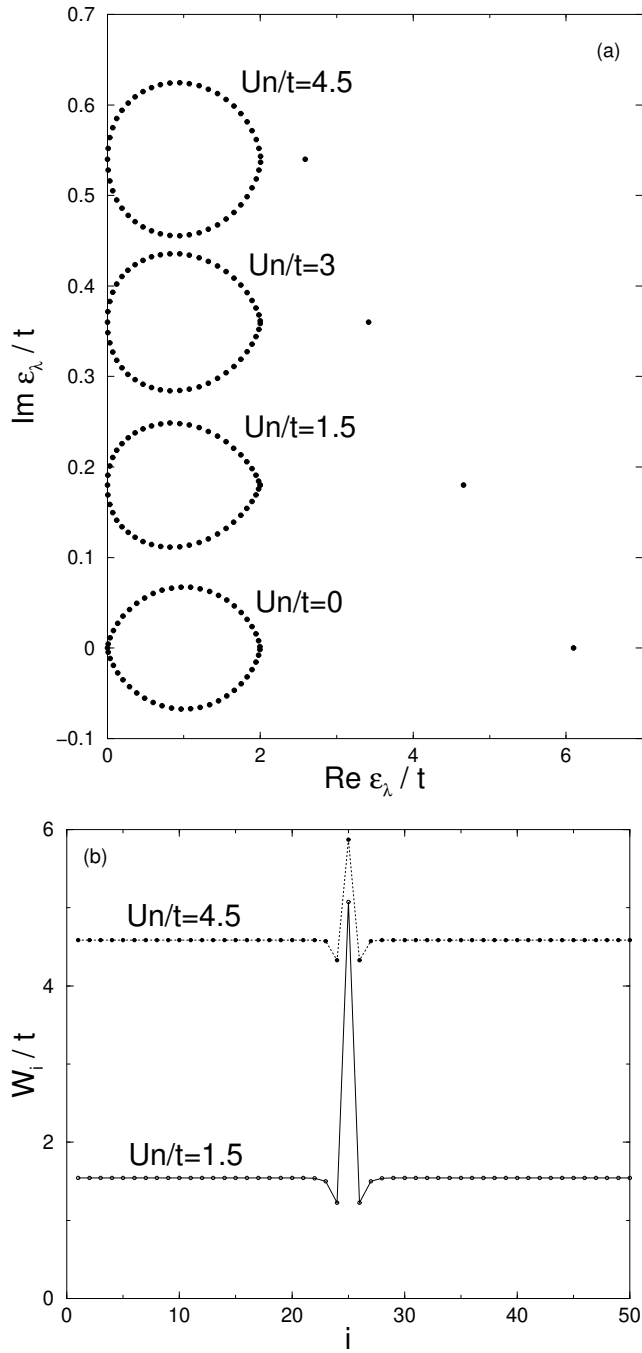 0.7
(a)
Un/t=4.5
0.6
0.5
Un/t=3
0.4
0.3
Un/t=1.5
0.2
0.1
Un/t=0
0
−0.1
Im ε_λ / t
0 2 4 6
Re ε_λ / t
6
(b)
Un/t=4.5
4
W_i / t
2
Un/t=1.5
0
0 10 20 30 40 50
i